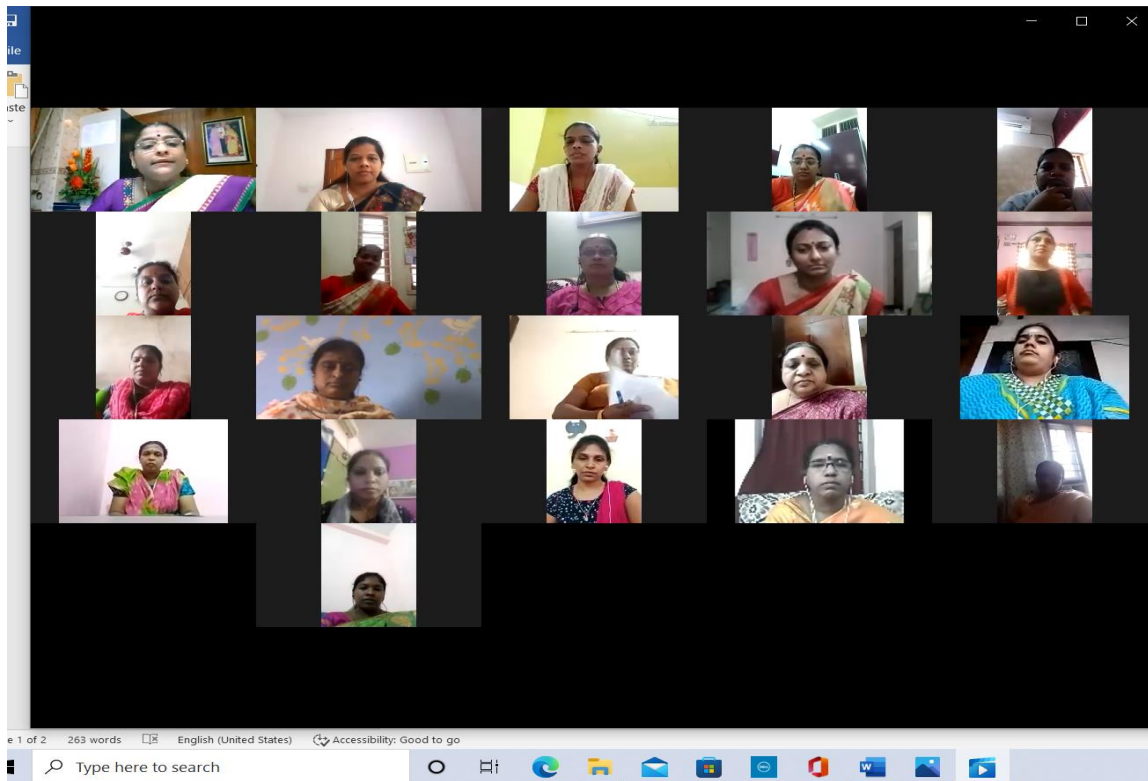 ile
aste
e 1 of 2 263 words English (United States) Accessibility: Good to go
Type here to search